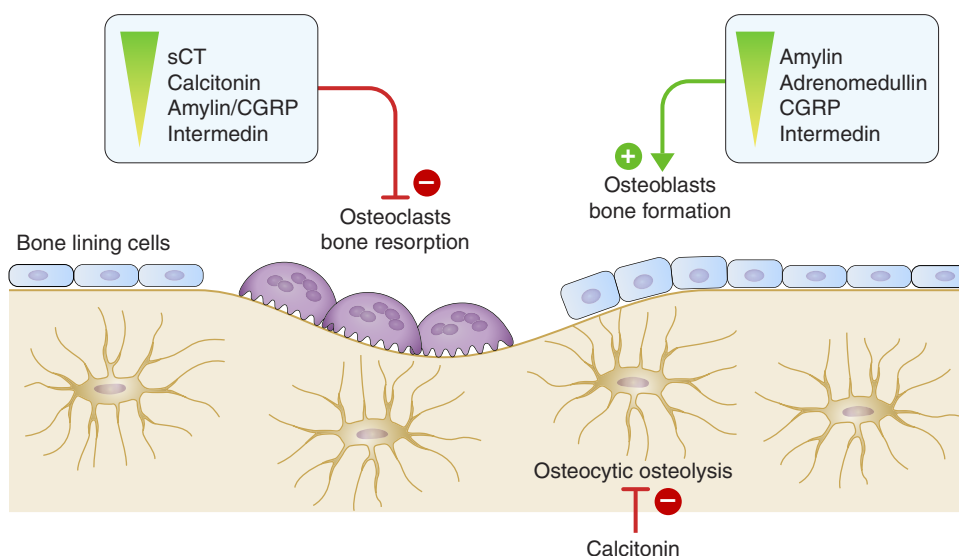 sCT
Calcitonin
Amylin/CGRP
Intermedin
Amylin
Adrenomedullin
CGRP
Intermedin
+
−
Osteoblasts
bone formation
Osteoclasts
bone resorption
Bone lining cells
Osteocytic osteolysis
−
Calcitonin